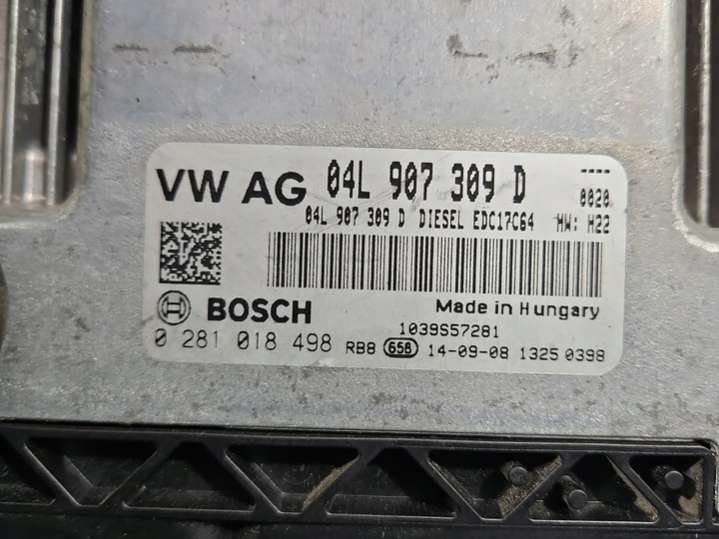 VW AG 04L 907 309 D ----
0020
04L 907 309 D DIESEL EDC17C64 HW: H22
BOSCH Made in Hungary
1039S57281
0 281 018 498 RB8 656 14-09-08 1325 0398